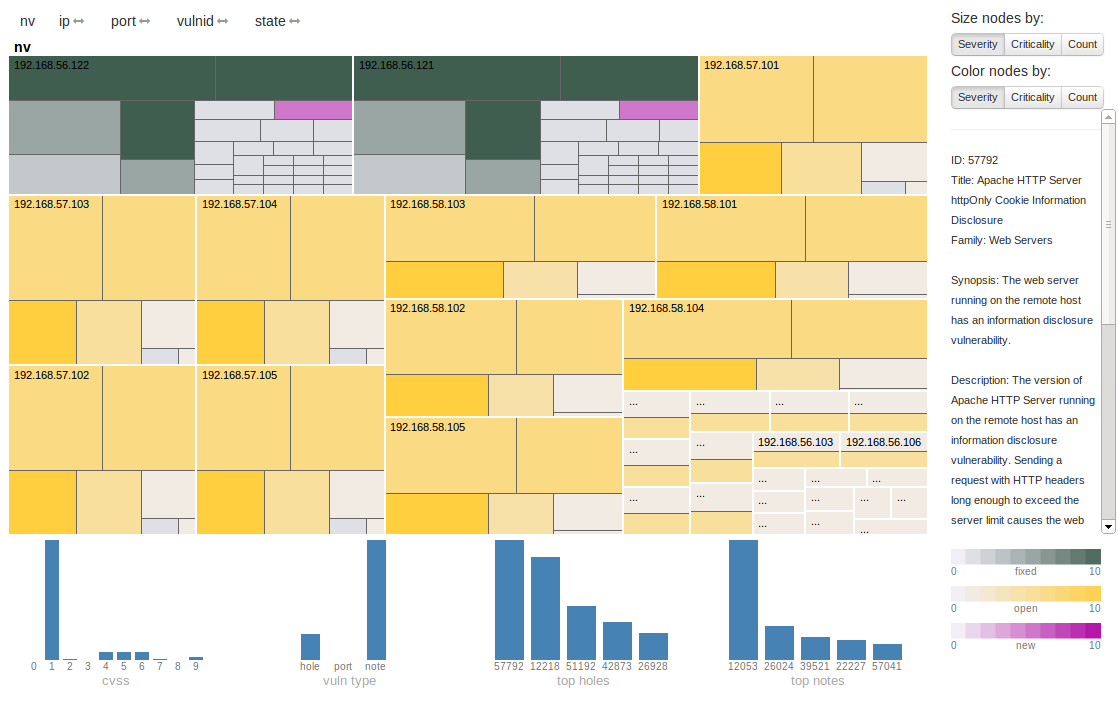 nv ip ⇔ port ⇔ vulnid ⇔ state ⇔
nv
192.168.56.122
192.168.56.121
192.168.57.101
192.168.57.103
192.168.57.104
192.168.58.103
192.168.58.101
192.168.58.102
192.168.58.104
192.168.57.102
192.168.57.105
... ... ... ...
192.168.58.105
... ... 192.168.56.103 192.168.56.106
... ... ...
... ... ... ... ...
... ... ...
0 1 2 3 4 5 6 7 8 9
cvss
hole port note
vuln type
57792 12218 51192 42873 26928
top holes
12053 26024 39521 22227 57041
top notes
Size nodes by:
Severity Criticality Count
Color nodes by:
Severity Criticality Count
ID: 57792
Title: Apache HTTP Server
httpOnly Cookie Information
Disclosure
Family: Web Servers
Synopsis: The web server
running on the remote host
has an information disclosure
vulnerability.
Description: The version of
Apache HTTP Server running
on the remote host has an
information disclosure
vulnerability. Sending a
request with HTTP headers
long enough to exceed the
server limit causes the web
0 fixed 10
0 open 10
0 new 10